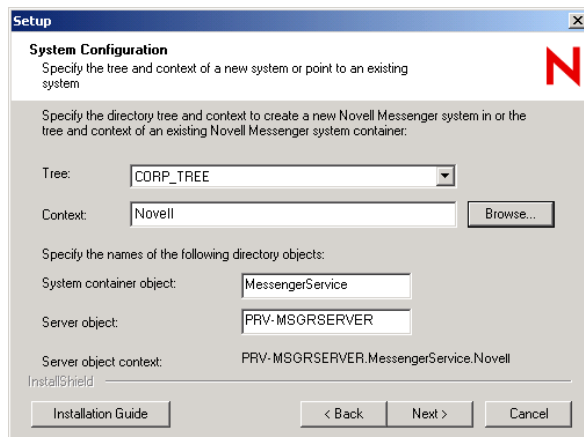 Setup
System Configuration
Specify the tree and context of a new system or point to an existing
system
N
Specify the directory tree and context to create a new Novell Messenger system in or the
tree and context of an existing Novell Messenger system container:
Tree:
CORP_TREE
Context:
Novell
Browse...
Specify the names of the following directory objects:
System container object:
MessengerService
Server object:
PRV-MSGRSERVER
Server object context:
PRV-MSGRSERVER.MessengerService.Novell
InstallShield
Installation Guide
< Back
Next >
Cancel